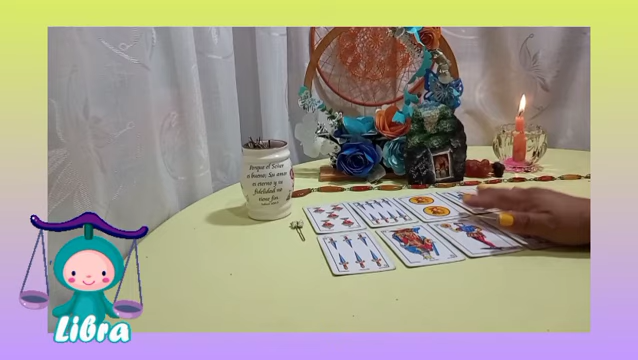 Porque el Señor
es bueno; Su amor
es eterno y su
fidelidad no
tiene fin.
Libra